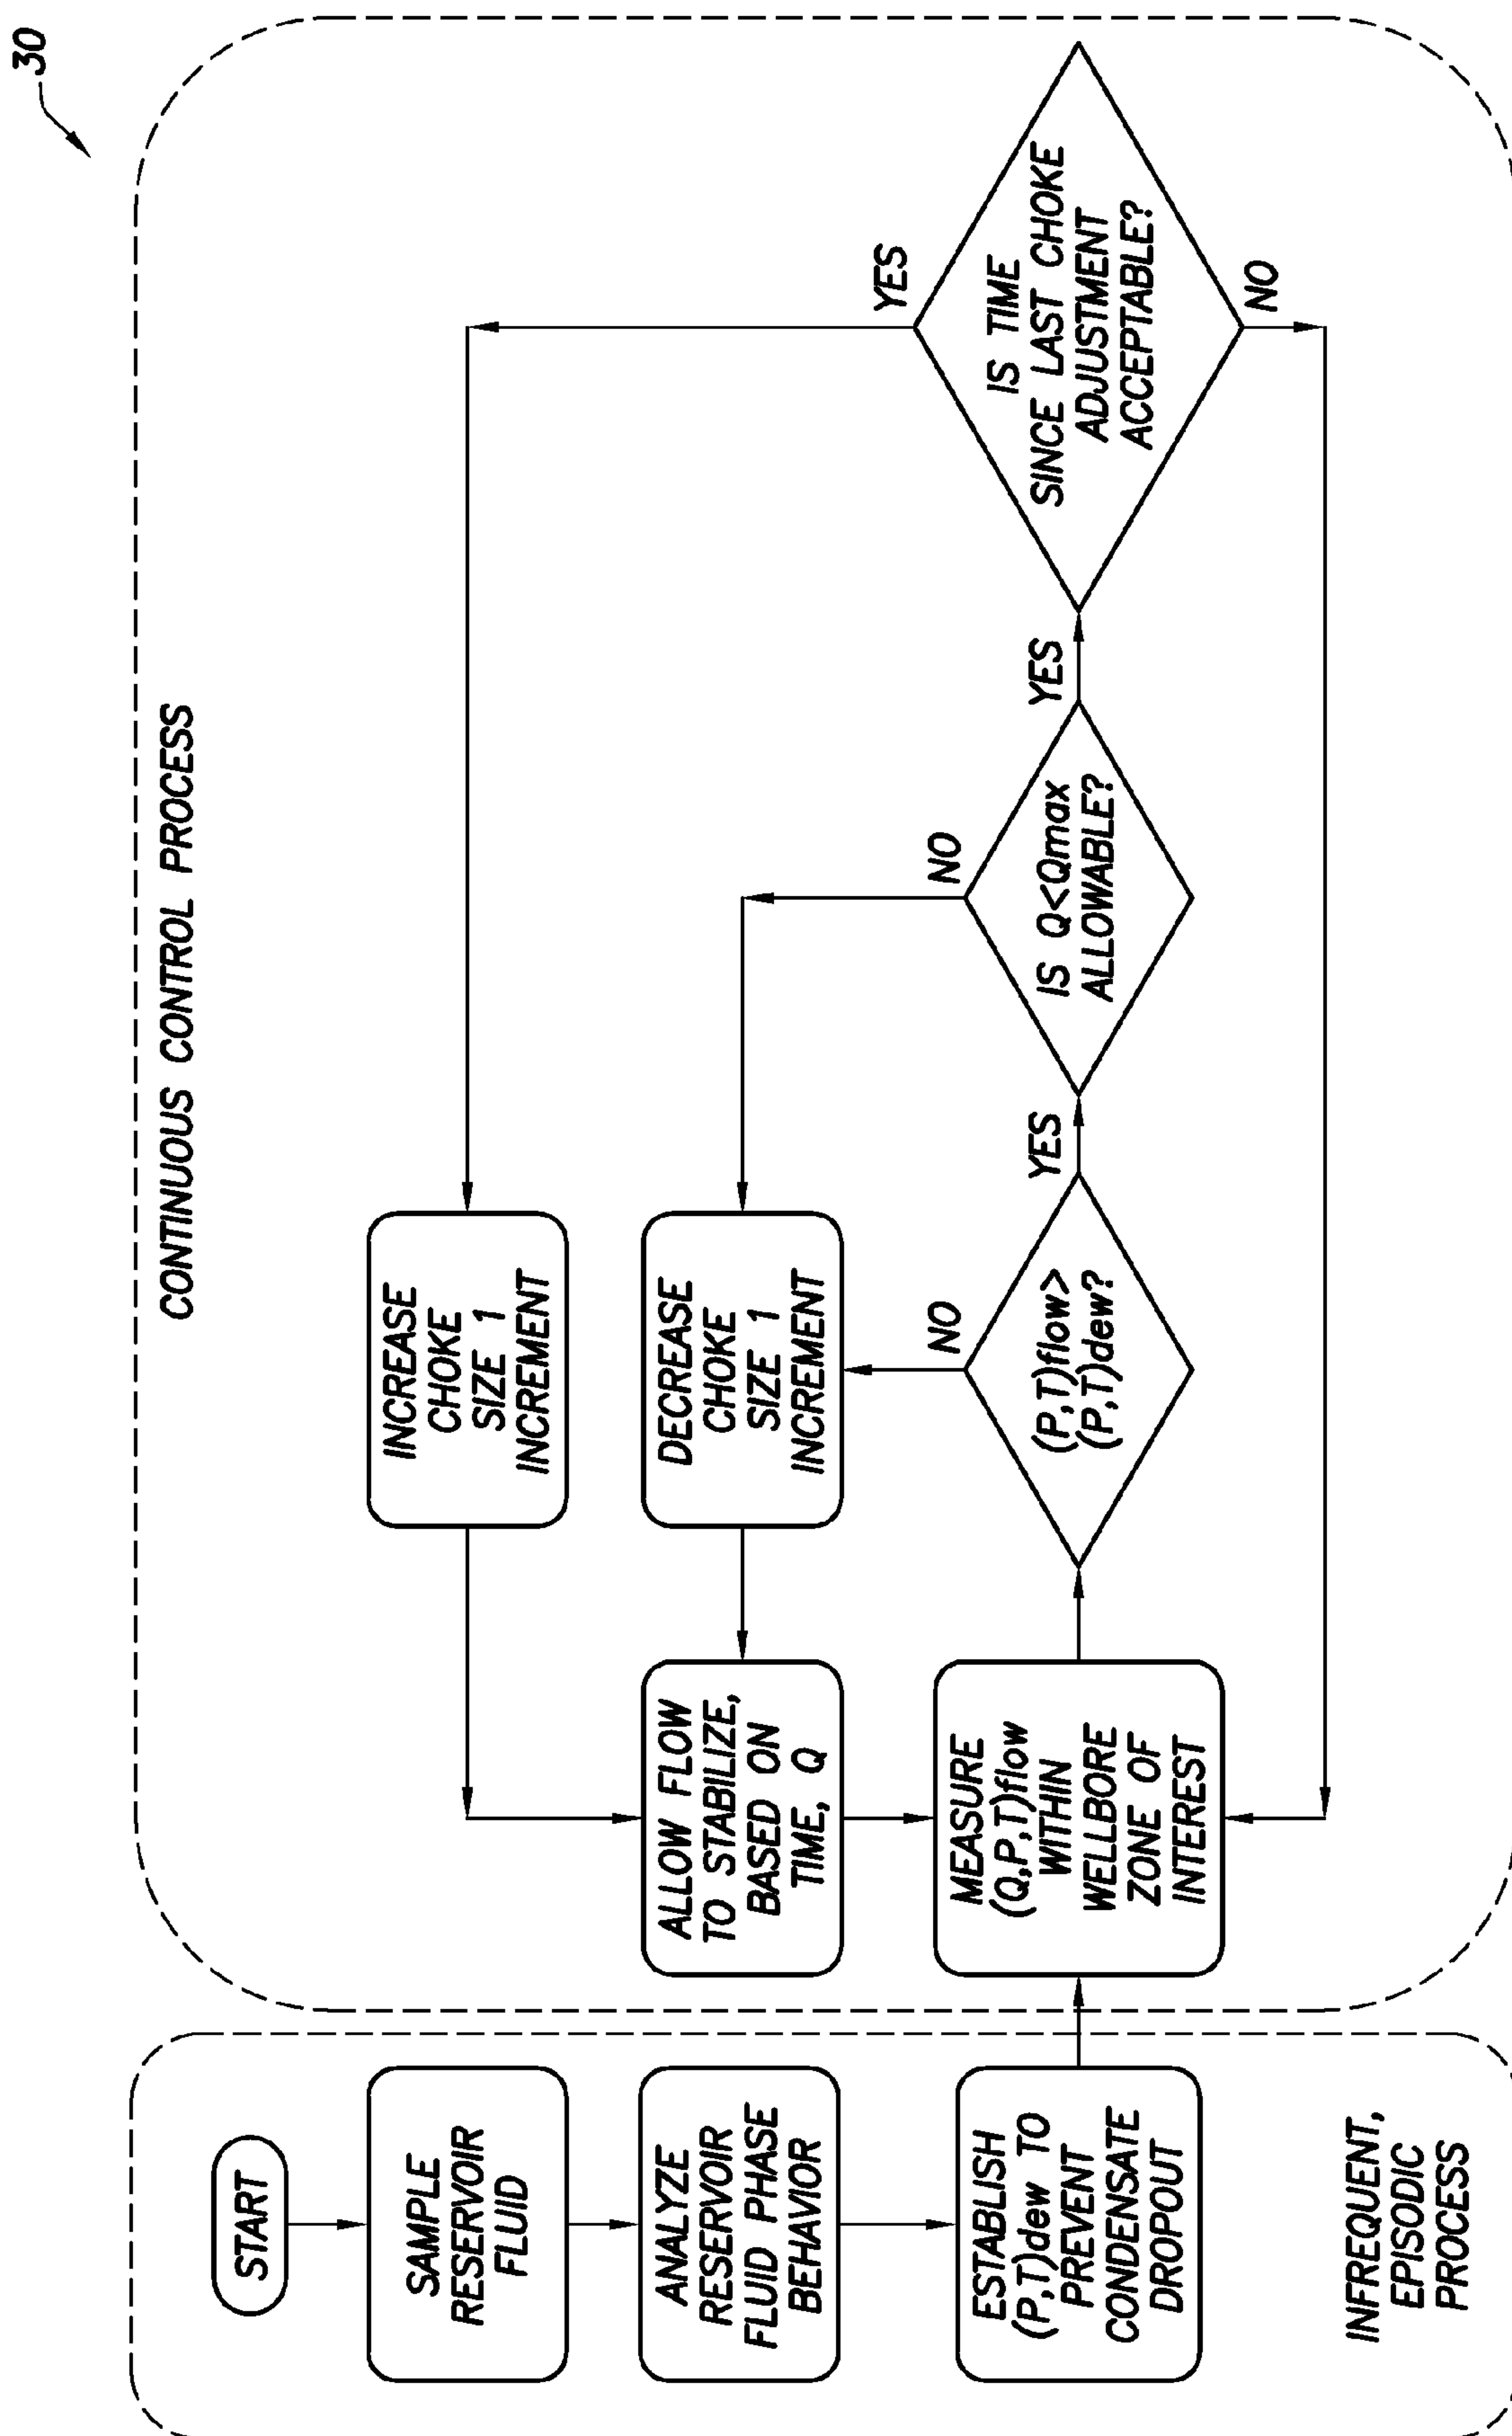 30
CONTINUOUS CONTROL PROCESS
START
SAMPLE
RESERVOIR
FLUID
ANALYZE
RESERVOIR
FLUID PHASE
BEHAVIOR
ESTABLISH
(P,T)dew TO
PREVENT
CONDENSATE
DROPOUT
INFREQUENT,
EPISODIC
PROCESS
INCREASE
CHOKE
SIZE 1
INCREMENT
ALLOW FLOW
TO STABILIZE,
BASED ON
TIME, Q
DECREASE
CHOKE
SIZE 1
INCREMENT
MEASURE
(Q,P,T)flow
WITHIN
WELLBORE
ZONE OF
INTEREST
NO
(P,T)flow>
(P,T)dew?
YES
NO
IS Q<Qmax
ALLOWABLE?
YES
YES
IS TIME
SINCE LAST CHOKE
ADJUSTMENT
ACCEPTABLE?
NO